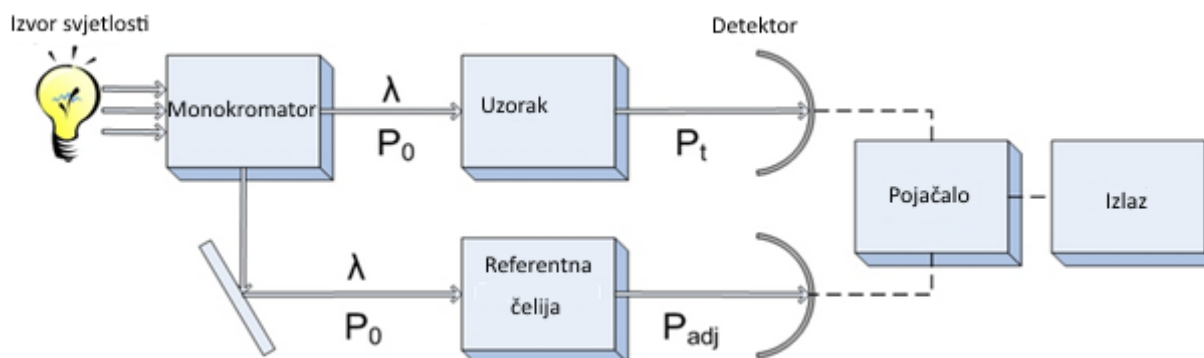 Izvor svjetlosti
Detektor
Monokromator
λ
P0
Uzorak
Pt
Pojačalo
Izlaz
λ
P0
Referentna
čelija
Padj